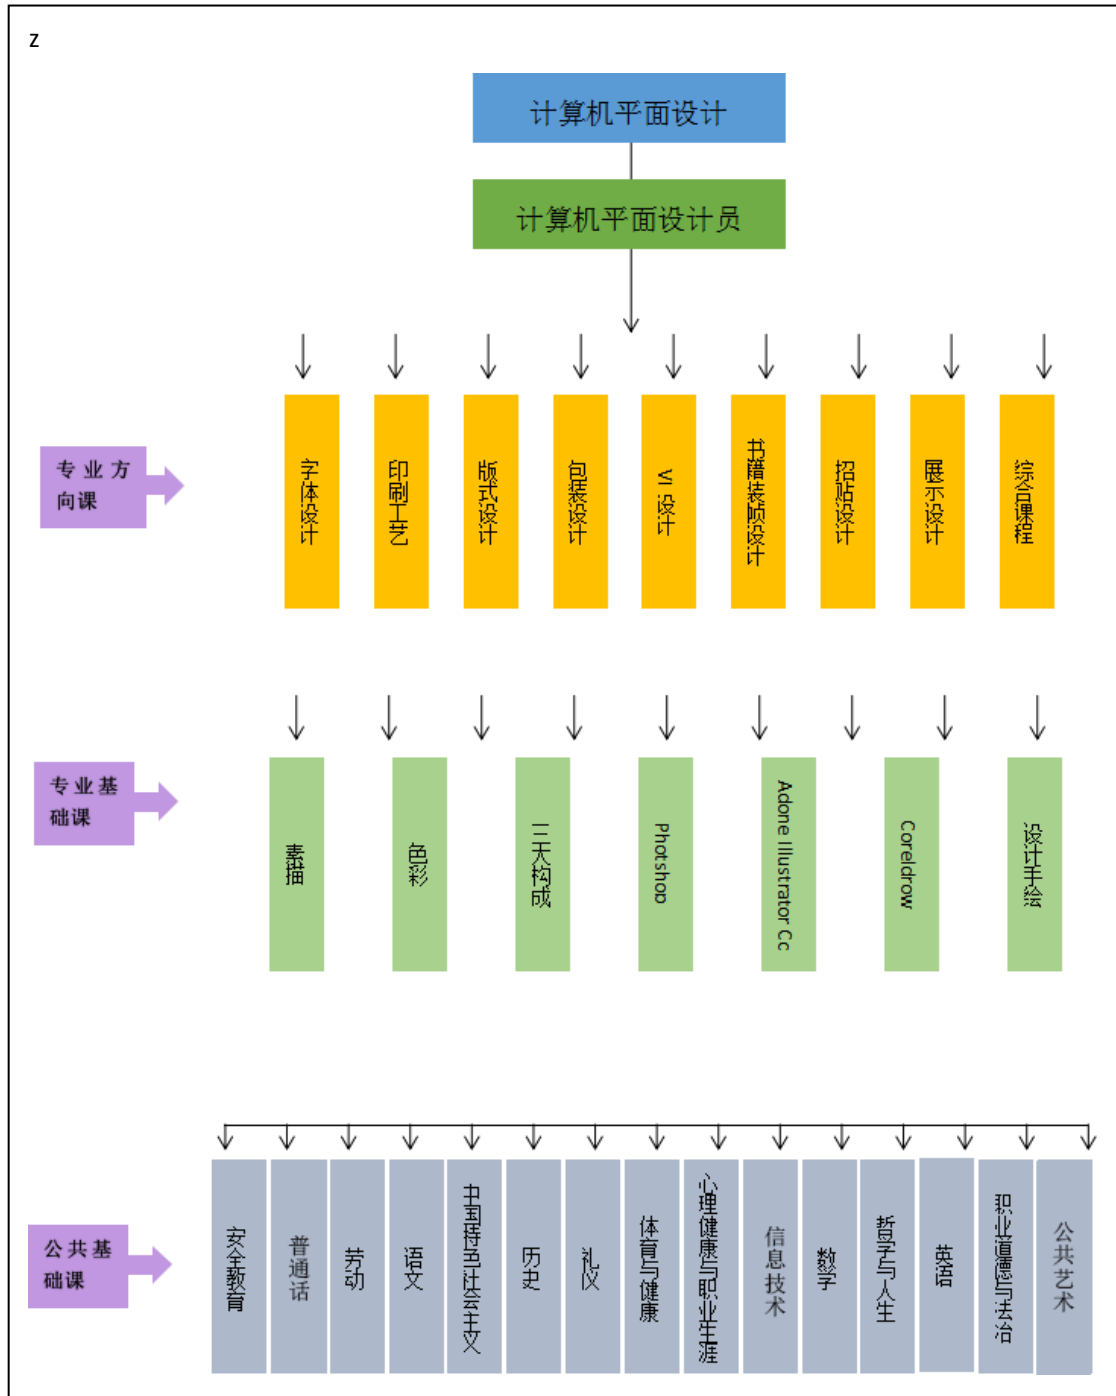 z
计算机平面设计
计算机平面设计员
专业方
向课
字体设计
印刷工艺
版式设计
包装设计
VI 设计
书籍装帧设计
招贴设计
展示设计
综合课程
专业基
础课
素描
色彩
三大构成
Photshop
Adone Illustrator Cc
Coreldrow
设计手绘
公共基
础课
安全教育
普通话
劳动
语文
中国特色社会主义
历史
礼仪
体育与健康
心理健康与职业生涯
信息技术
数学
哲学与人生
英语
职业道德与法治
公共艺术